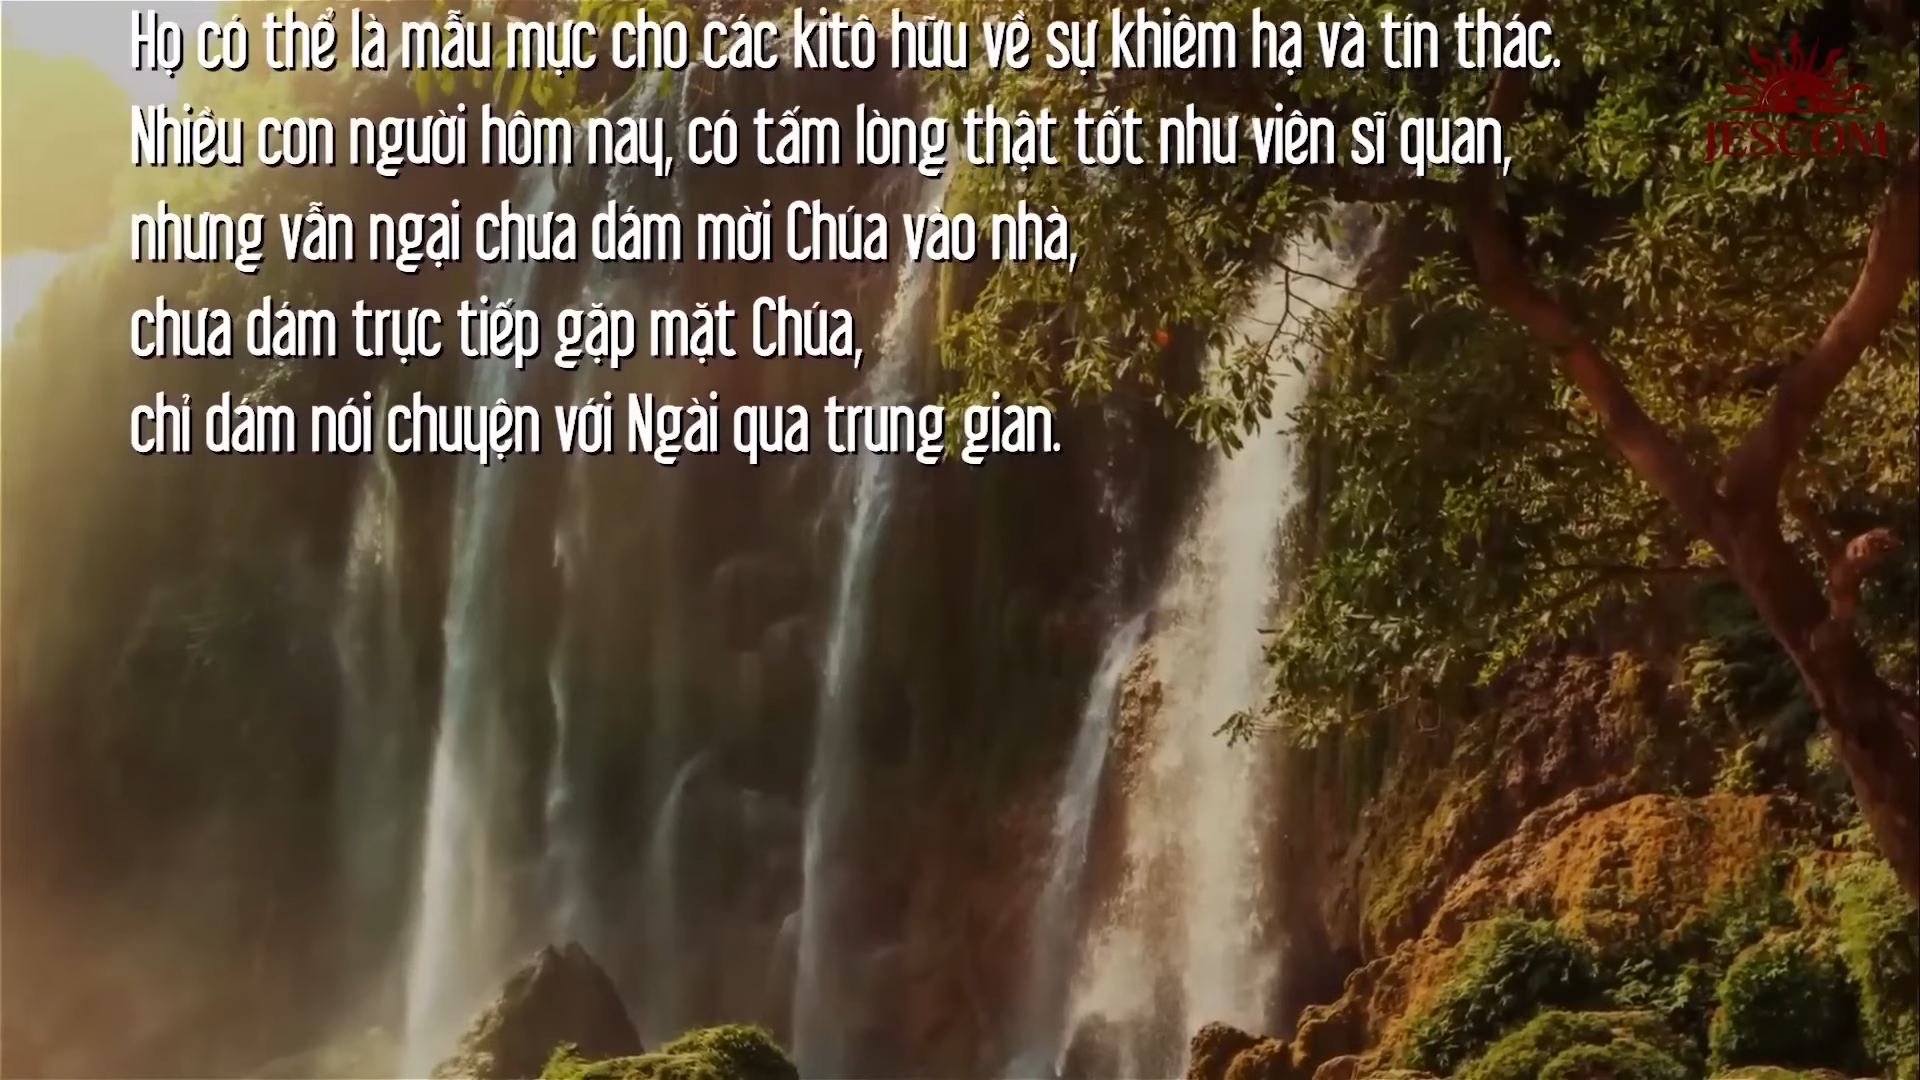 Họ có thể là mẫu mực cho các kitô hữu về sự khiêm hạ và tín thác.
Nhiều con người hôm nay, có tấm lòng thật tốt như viên sĩ quan,
nhưng vẫn ngại chưa dám mời Chúa vào nhà,
chưa dám trực tiếp gặp mặt Chúa,
chỉ dám nói chuyện với Ngài qua trung gian.
JESCOM